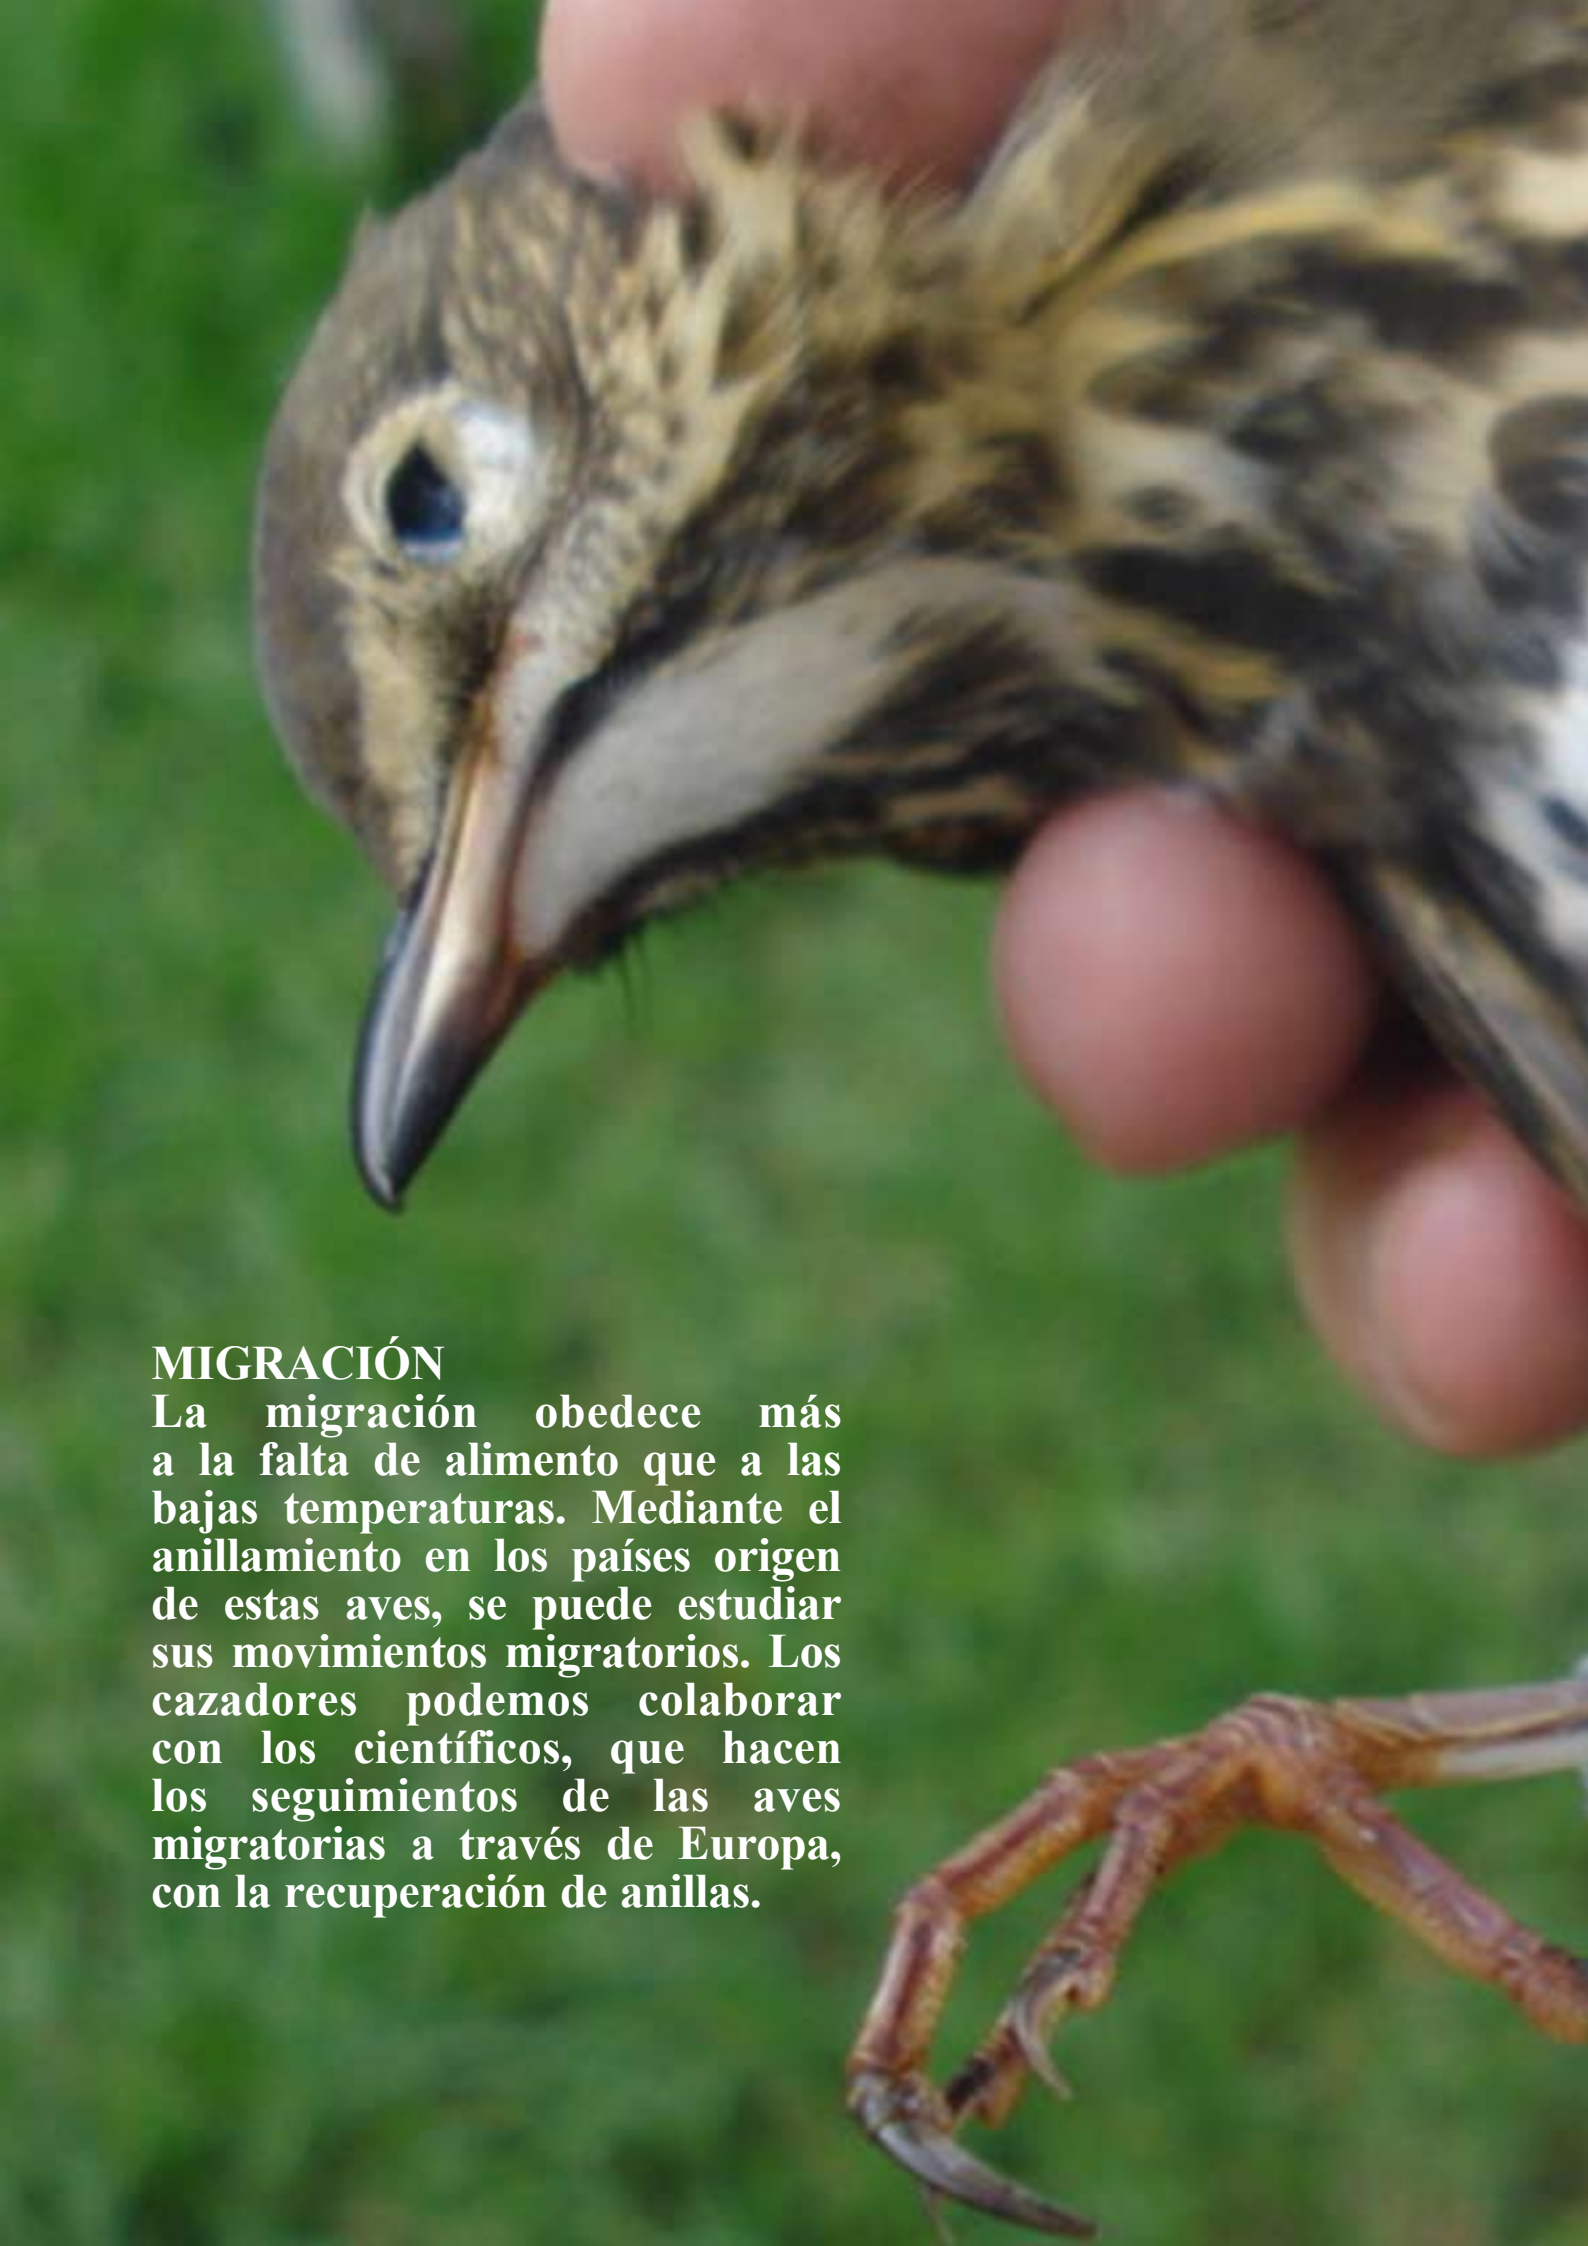 MIGRACIÓN
La migración obedece más
a la falta de alimento que a las
bajas temperaturas. Mediante el
anillamiento en los países origen
de estas aves, se puede estudiar
sus movimientos migratorios. Los
cazadores podemos colaborar
con los científicos, que hacen
los seguimientos de las aves
migratorias a través de Europa,
con la recuperación de anillas.